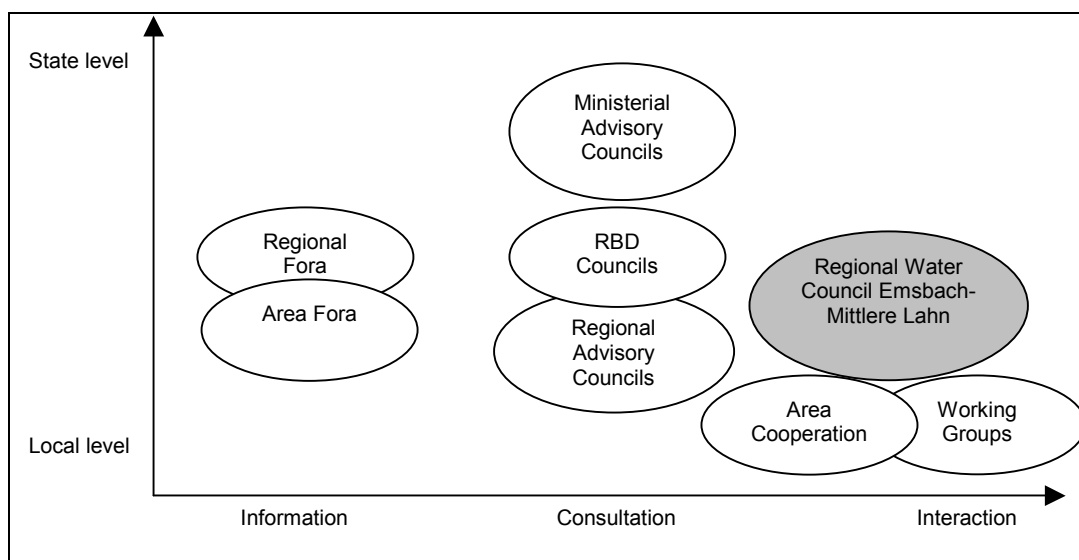 State level
Ministerial
Advisory
Councils
Regional
Fora
RBD
Councils
Regional Water
Council Emsbach-
Mittlere Lahn
Area Fora
Regional
Advisory
Councils
Area
Cooperation
Working
Groups
Local level
Information
Consultation
Interaction